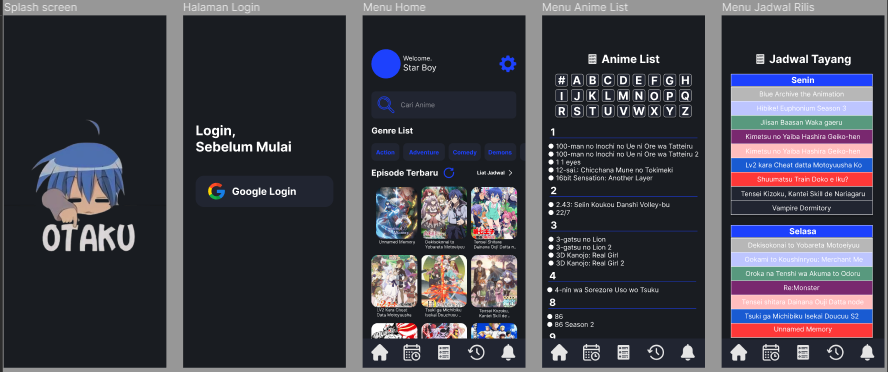 Splash screen
OTAKU
Halaman Login
Login,
Sebelum Mulai
Google Login
Menu Home
Welcome.
Star Boy
Cari Anime
Genre List
Action Adventure Comedy Demons
Episode Terbaru
List Jadwal
Unnamed Memory
Dekisokonai to
Yobareta Motoeiyuu
Tensei Shitara
Dainana Ouji Datta n..
Lv2 Kara Cheat
Data Motoyuusha
Tsuki ga Michibiku
Isekai Douchuu ..
Tensei Kizoku,
Kantei Skil de..
Menu Anime List
Anime List
# A B C D E F G H
I J K L M N O P Q
R S T U V W X Y Z
1
100-man no Inochi no Ue ni Ore wa Tatteiru
100-man no Inochi no Ue ni Ore wa Tatteiru 2
1 1 eyes
12-sai.: Chicchana Mune no Tokimeki
16bit Sensation: Another Layer
2
2.43: Seiin Koukou Danshi Volley-bu
22/7
3
3-gatsu no Lion
3-gatsu no Lion 2
3D Kanojo: Real Girl
3D Kanojo: Real Girl 2
4
4-nin wa Sorezore Uso wo Tsuku
8
86
86 Season 2
9
Menu Jadwal Rilis
Jadwal Tayang
Senin
Blue Archive the Animation
Hibike! Euphonium Season 3
Jiisan Baasan Waka gaeru
Kimetsu no Yaiba Hashira Geiko-hen
Kimetsu no Yaiba Hashira Geiko-hen
Lv2 kara Cheat datta Motoyuusha Ko
Shuumatsu Train Doko e Iku?
Tensei Kizoku, Kantei Skill de Nariagaru
Vampire Dormitory
Selasa
Dekisokonai to Yobareta Motoeiyuu
Ookami to Koushinryou: Merchant Me
Oroka na Tenshi wa Akuma to Odoru
Re:Monster
Tensei shitara Dainana Ouji Datta node
Tsuki ga Michibiku Isekai Doucuu S2
Unnamed Memory